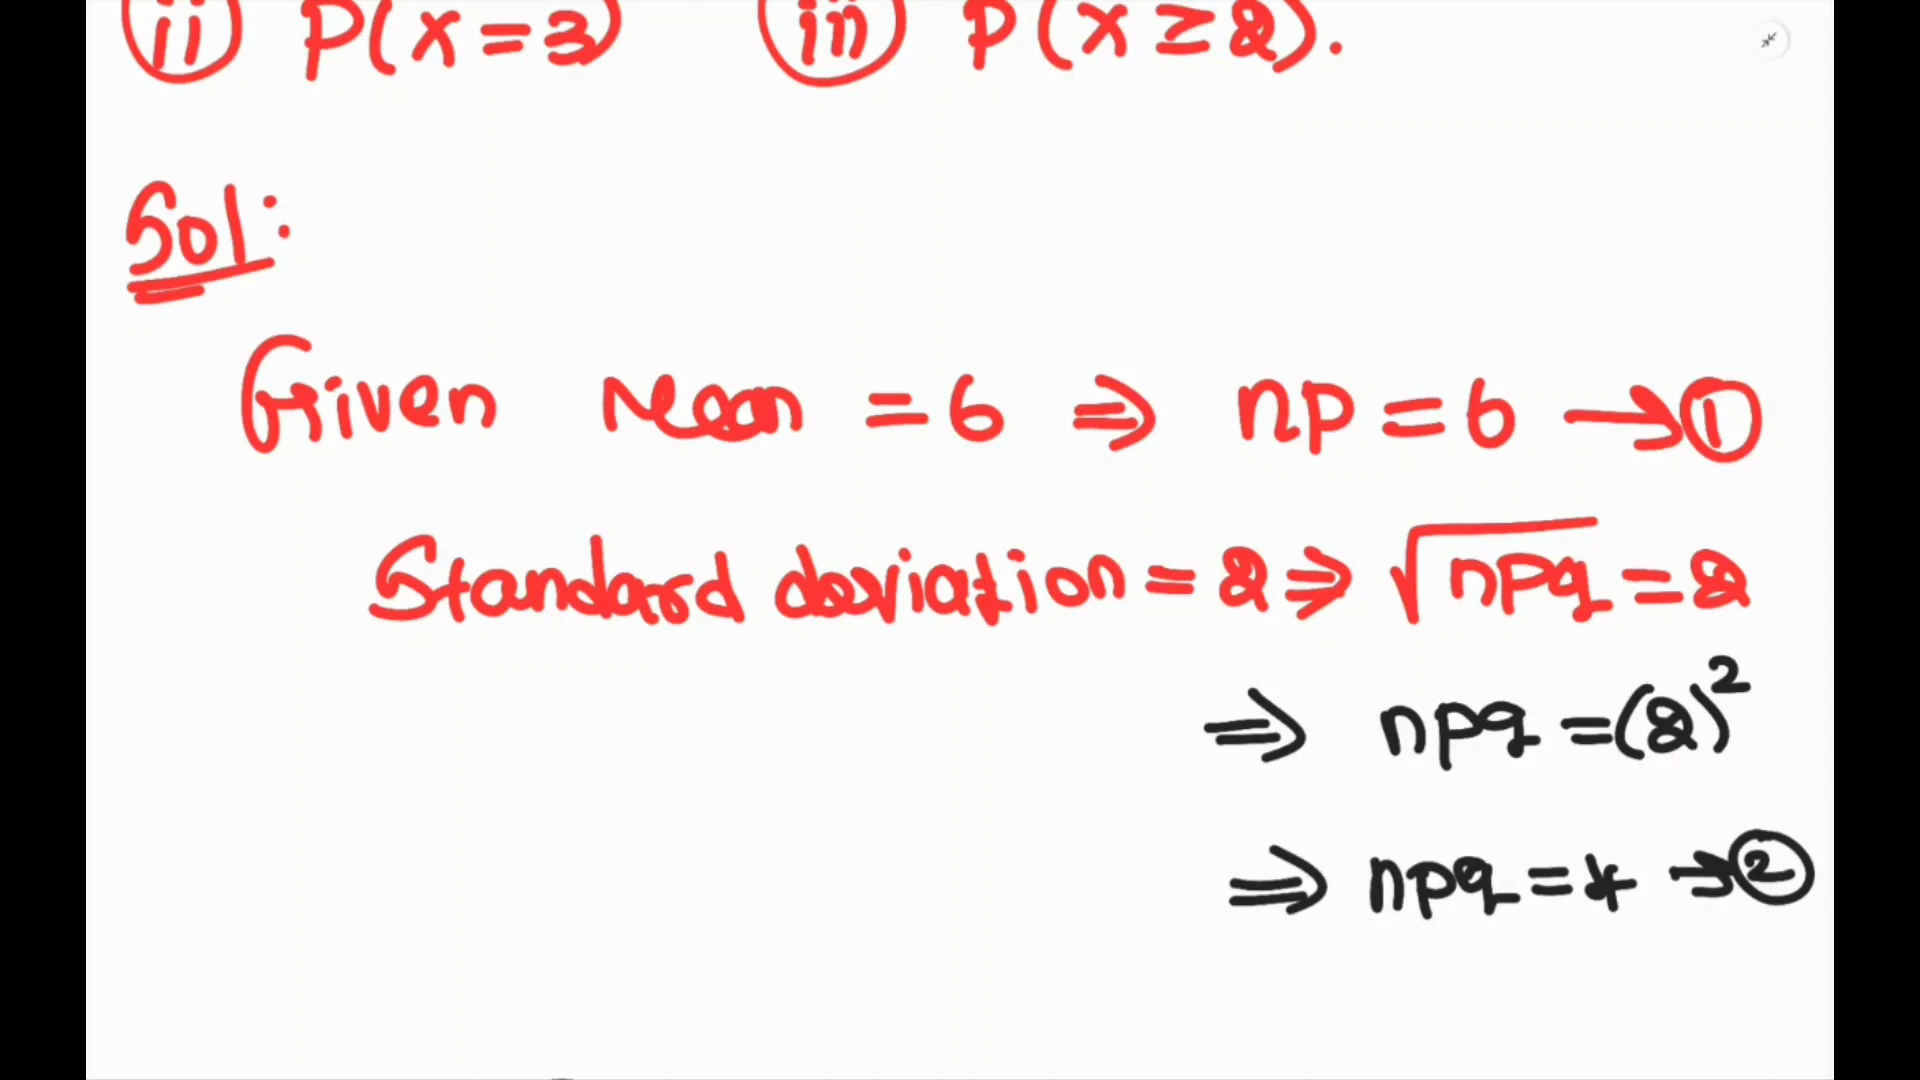 ii P(x=3) iii P(x≥2).
Sol:
Given Mean = 6 ⇒ np = 6 → 1
Standard deviation = 2 ⇒ √npq = 2
⇒ npq = (2)²
⇒ npq = 4 → 2